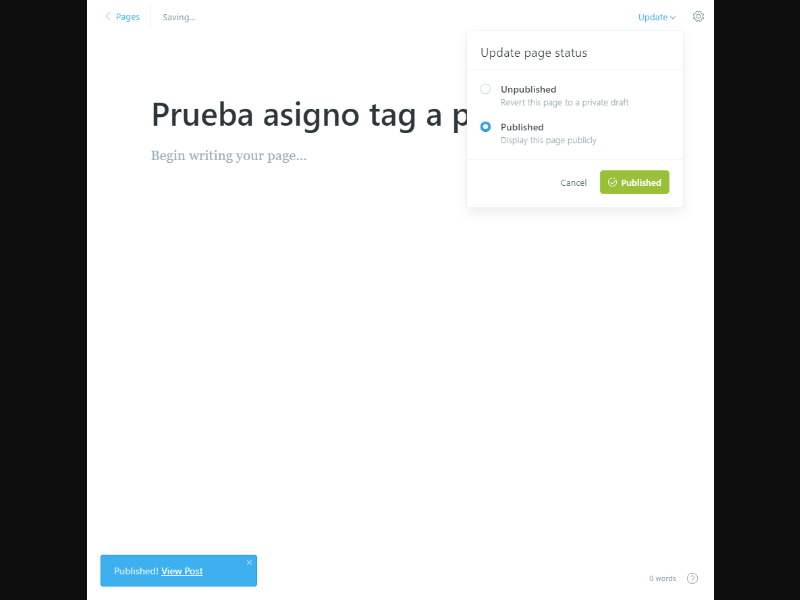 Pages
Saving...
Update
Update page status
Unpublished
Revert this page to a private draft
Published
Display this page publicly
Cancel
Published
Prueba asigno tag a p
Begin writing your page...
Published! View Post
0 words
?